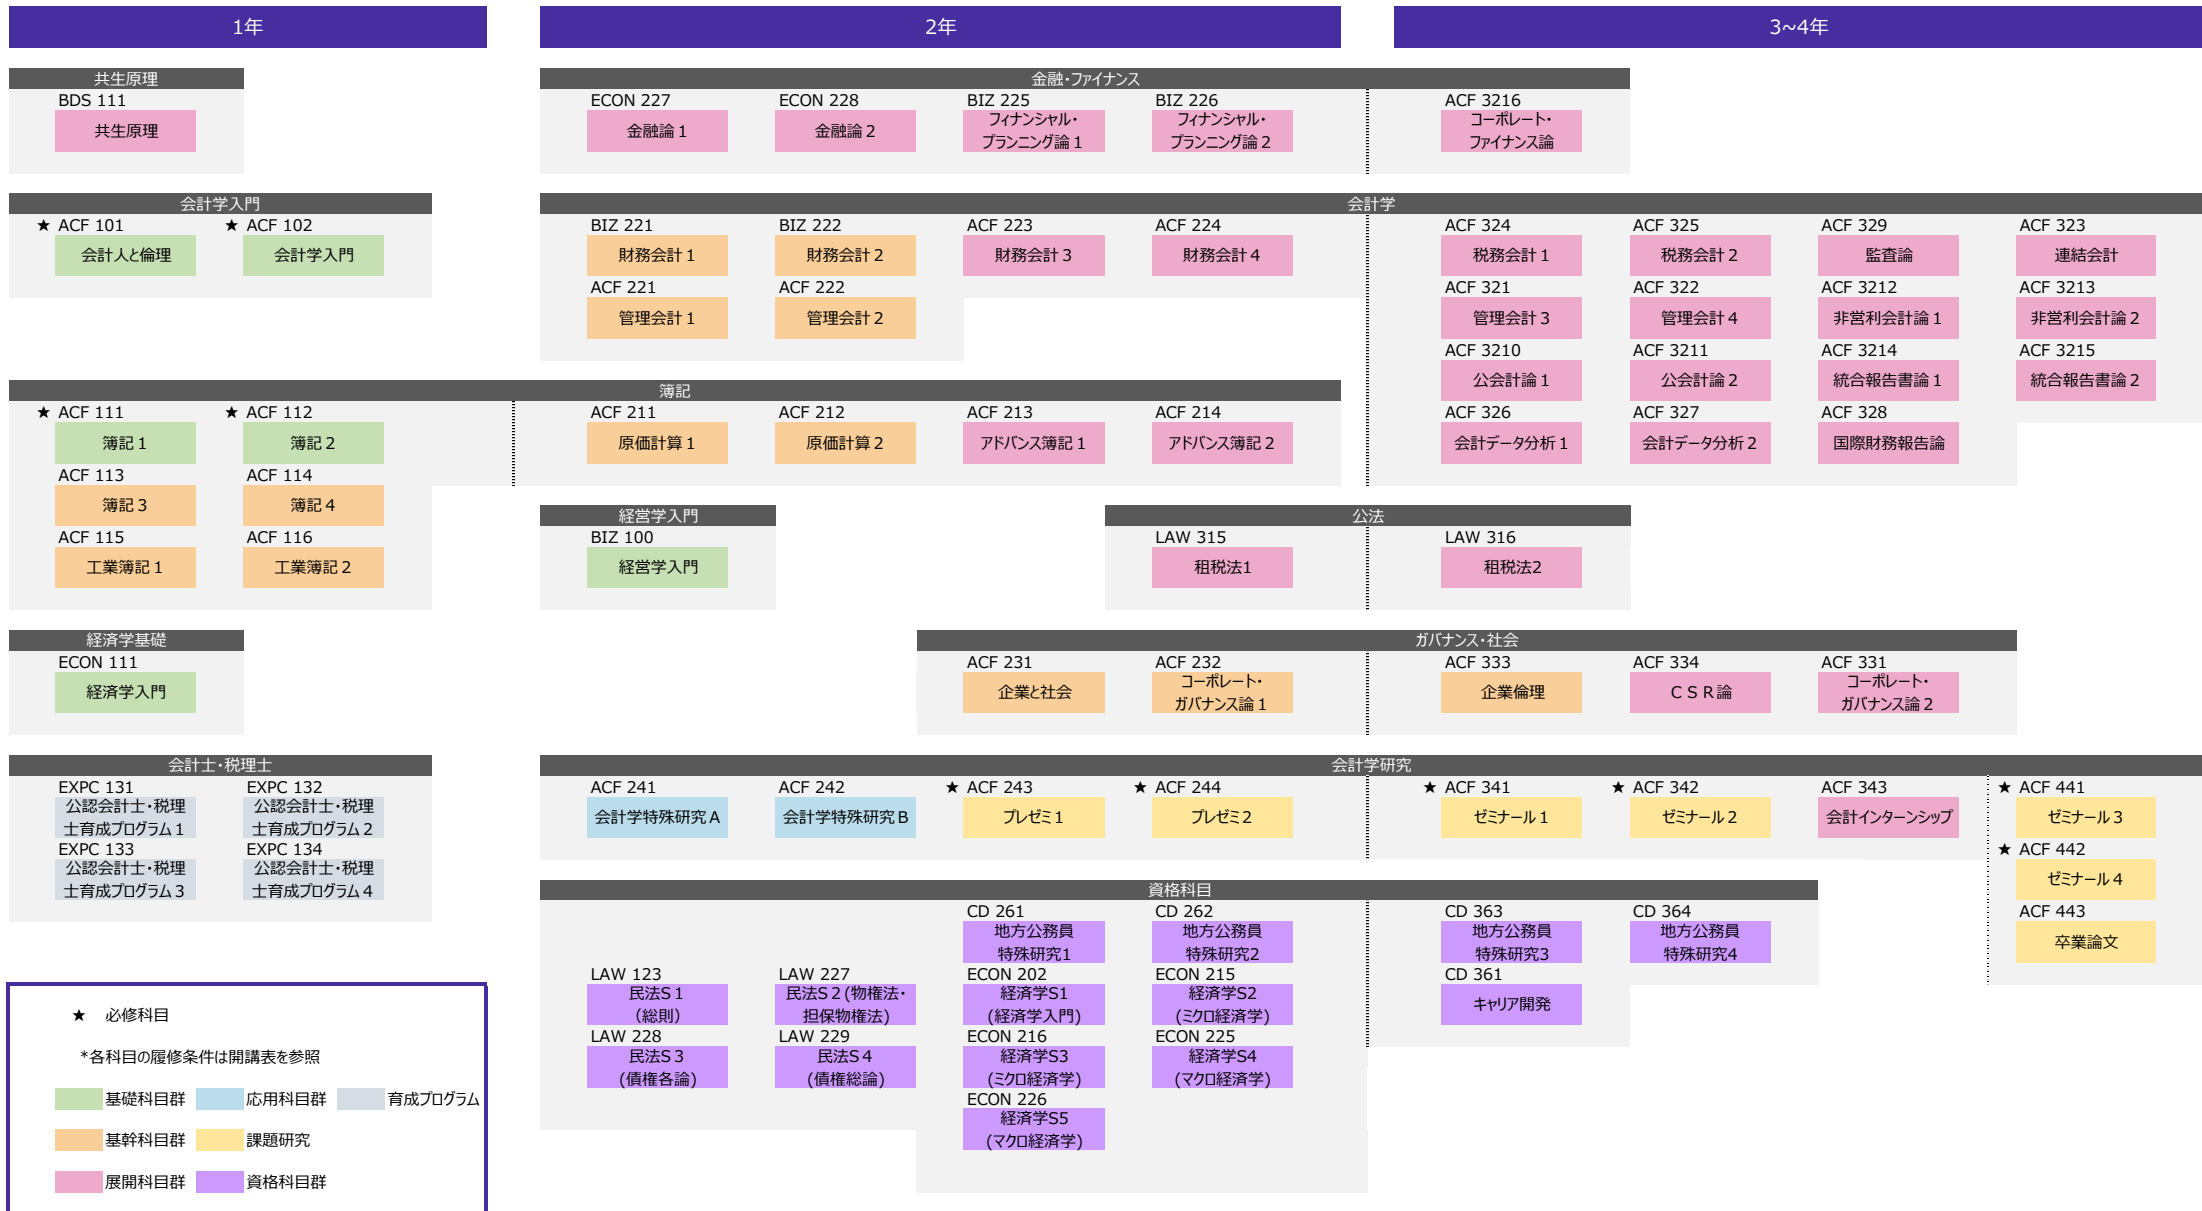 1年
2年
3~4年
共生原理
BDS 111
共生原理
金融・ファイナンス
ECON 227
金融論１
ECON 228
金融論２
BIZ 225
フィナンシャル・
プランニング論１
BIZ 226
フィナンシャル・
プランニング論２
ACF 3216
コーポレート・
ファイナンス論
会計学入門
★ ACF 101
会計人と倫理
★ ACF 102
会計学入門
会計学
BIZ 221
財務会計１
BIZ 222
財務会計２
ACF 223
財務会計３
ACF 224
財務会計４
ACF 324
税務会計１
ACF 325
税務会計２
ACF 329
監査論
ACF 323
連結会計
ACF 221
管理会計１
ACF 222
管理会計２
ACF 321
管理会計３
ACF 322
管理会計４
ACF 3212
非営利会計論１
ACF 3213
非営利会計論２
ACF 3210
公会計論１
ACF 3211
公会計論２
ACF 3214
統合報告書論１
ACF 3215
統合報告書論２
ACF 326
会計データ分析１
ACF 327
会計データ分析２
ACF 328
国際財務報告論
簿記
★ ACF 111
簿記１
★ ACF 112
簿記２
ACF 211
原価計算１
ACF 212
原価計算２
ACF 213
アドバンス簿記１
ACF 214
アドバンス簿記２
ACF 113
簿記３
ACF 114
簿記４
ACF 115
工業簿記１
ACF 116
工業簿記２
経営学入門
BIZ 100
経営学入門
公法
LAW 315
租税法1
LAW 316
租税法2
経済学基礎
ECON 111
経済学入門
ガバナンス・社会
ACF 231
企業と社会
ACF 232
コーポレート・
ガバナンス論１
ACF 333
企業倫理
ACF 334
ＣＳＲ論
ACF 331
コーポレート・
ガバナンス論２
会計士・税理士
EXPC 131
公認会計士・税理
士育成プログラム１
EXPC 132
公認会計士・税理
士育成プログラム２
EXPC 133
公認会計士・税理
士育成プログラム３
EXPC 134
公認会計士・税理
士育成プログラム４
会計学研究
ACF 241
会計学特殊研究Ａ
ACF 242
会計学特殊研究Ｂ
★ ACF 243
プレゼミ１
★ ACF 244
プレゼミ２
★ ACF 341
ゼミナール１
★ ACF 342
ゼミナール２
ACF 343
会計インターンシップ
★ ACF 441
ゼミナール３
★ ACF 442
ゼミナール４
ACF 443
卒業論文
資格科目
CD 261
地方公務員
特殊研究1
CD 262
地方公務員
特殊研究2
CD 363
地方公務員
特殊研究3
CD 364
地方公務員
特殊研究4
LAW 123
民法Ｓ１
（総則）
LAW 227
民法Ｓ２(物権法・
担保物権法)
ECON 202
経済学S1
(経済学入門)
ECON 215
経済学S2
(ミクロ経済学)
CD 361
キャリア開発
LAW 228
民法Ｓ３
(債権各論)
LAW 229
民法Ｓ４
(債権総論)
ECON 216
経済学S3
(ミクロ経済学)
ECON 225
経済学S4
(マクロ経済学)
ECON 226
経済学S5
(マクロ経済学)
★ 必修科目
*各科目の履修条件は開講表を参照
基礎科目群 応用科目群 育成プログラム
基幹科目群 課題研究
展開科目群 資格科目群